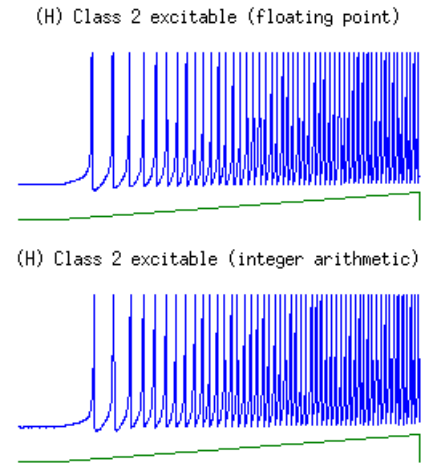 (H) Class 2 excitable (floating point)
(H) Class 2 excitable (integer arithmetic)